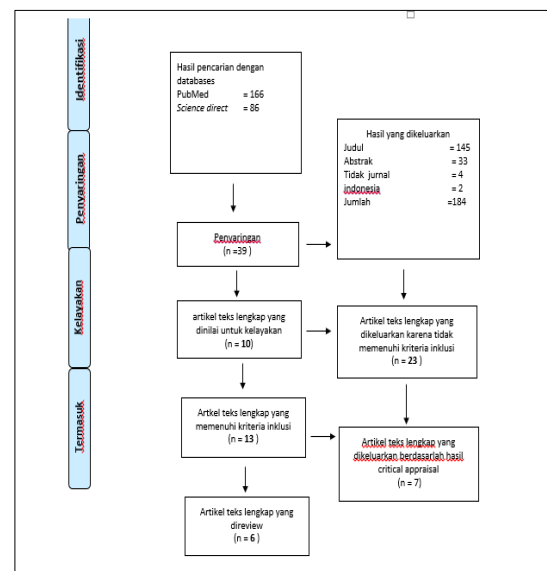 Identifikasi
Hasil pencarian dengan
databases
PubMed = 166
Science direct = 86
Hasil yang dikeluarkan
Judul = 145
Abstrak = 33
Tidak jurnal = 4
indonesia = 2
Jumlah =184
Penyaringan
Penyaringan
(n =39 )
Kelayakan
artikel teks lengkap yang
dinilai untuk kelayakan
(n = 10)
Artikel teks lengkap yang
dikeluarkan karena tidak
memenuhi kriteria inklusi
(n = 23 )
Termasuk
Artkel teks lengkap yang
memenuhi kriteria inklusi
(n = 13 )
Artikel teks lengkap yang
dikeluarkan berdasarlah hasil
critical appraisal
(n = 7)
Artikel teks lengkap yang
direview
(n = 6 )